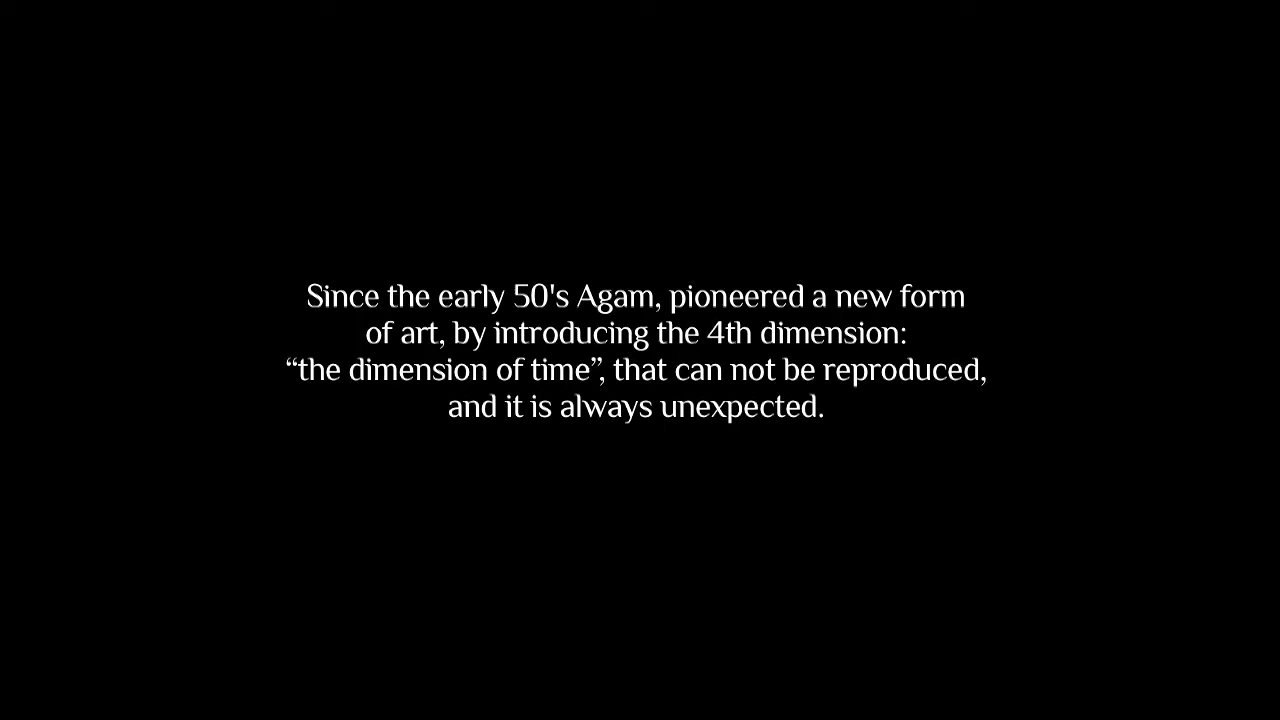 Since the early 50's Agam, pioneered a new form
of art, by introducing the 4th dimension:
“the dimension of time”, that can not be reproduced,
and it is always unexpected.